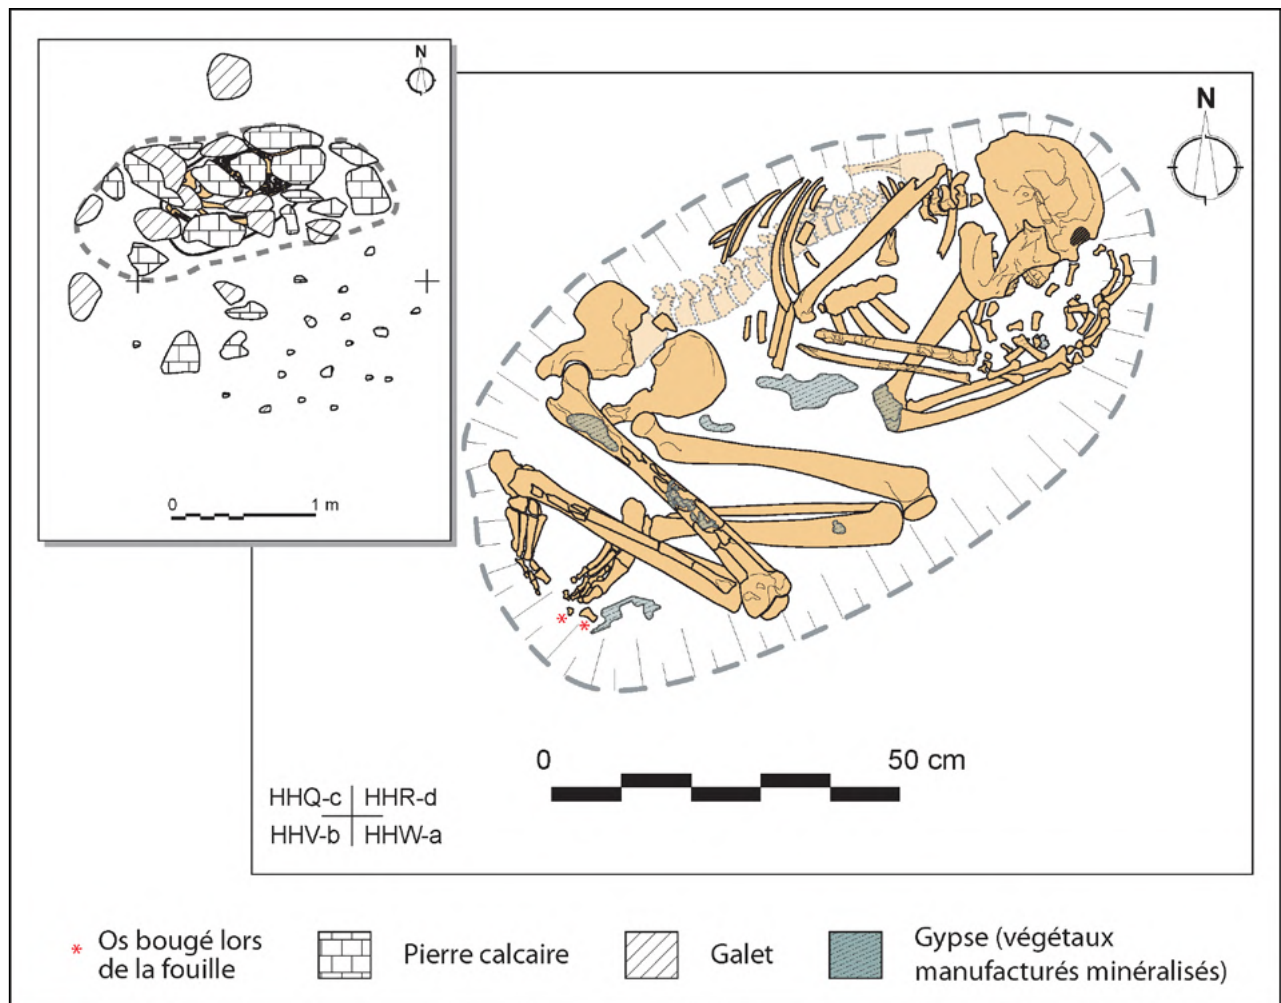 N
0 1 m
N
0 50 cm
HHQ-c HHR-d
HHV-b HHW-a
* Os bougé lors
de la fouille
Pierre calcaire
Galet
Gypse (végétaux
manufacturés minéralisés)